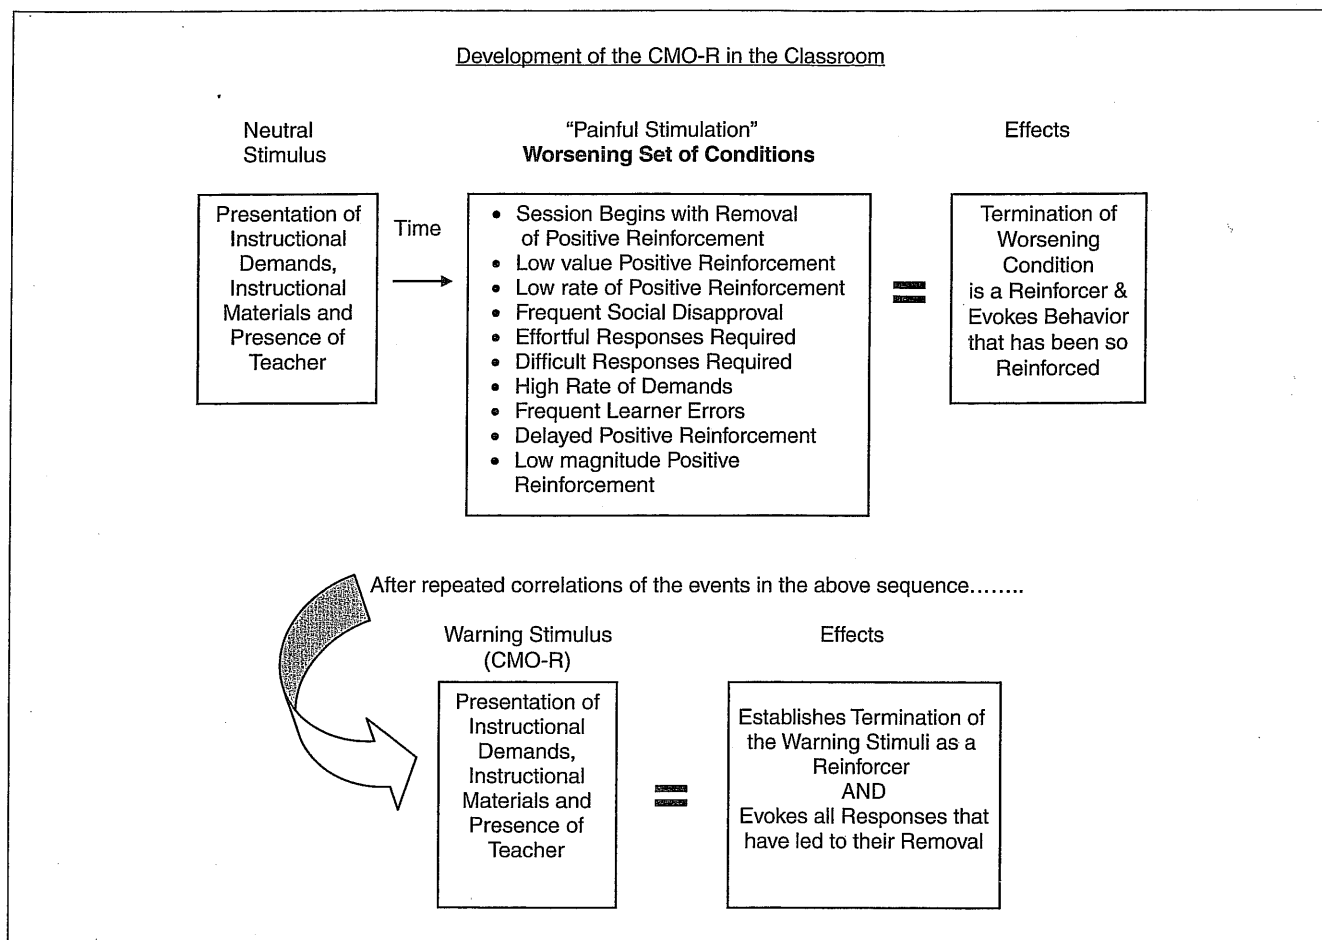 Development of the CMO-R in the Classroom
Neutral
Stimulus
Presentation of
Instructional
Demands,
Instructional
Materials and
Presence of
Teacher
Time
"Painful Stimulation"
Worsening Set of Conditions
• Session Begins with Removal
of Positive Reinforcement
• Low value Positive Reinforcement
• Low rate of Positive Reinforcement
• Frequent Social Disapproval
• Effortful Responses Required
• Difficult Responses Required
• High Rate of Demands
• Frequent Learner Errors
• Delayed Positive Reinforcement
• Low magnitude Positive
Reinforcement
=
Effects
Termination of
Worsening
Condition
is a Reinforcer &
Evokes Behavior
that has been so
Reinforced
After repeated correlations of the events in the above sequence........
Warning Stimulus
(CMO-R)
Presentation of
Instructional
Demands,
Instructional
Materials and
Presence of
Teacher
=
Effects
Establishes Termination of
the Warning Stimuli as a
Reinforcer
AND
Evokes all Responses that
have led to their Removal